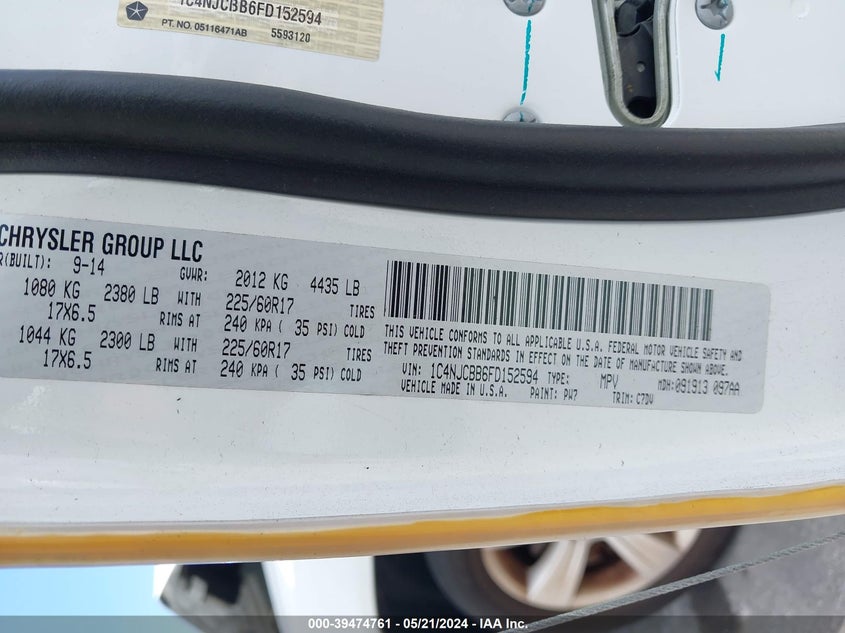 1C4NJCBB6FD152594
PT. NO. 05116471AB 5593120
CHRYSLER GROUP LLC
R(BUILT): 9-14 GVWR: 2012 KG 4435 LB
1080 KG 2380 LB WITH 225/60R17 TIRES
17X6.5 RIMS AT 240 KPA ( 35 PSI) COLD
1044 KG 2300 LB WITH 225/60R17 TIRES
17X6.5 RIMS AT 240 KPA ( 35 PSI) COLD
THIS VEHICLE CONFORMS TO ALL APPLICABLE U.S.A. FEDERAL MOTOR VEHICLE SAFETY AND
THEFT PREVENTION STANDARDS IN EFFECT ON THE DATE OF MANUFACTURE SHOWN ABOVE.
VIN: 1C4NJCBB6FD152594 TYPE: MPV MDH:091913 097AA
VEHICLE MADE IN U.S.A. PAINT: PW7 TRIM: C7DV
000-39474761 - 05/21/2024 - IAA Inc.